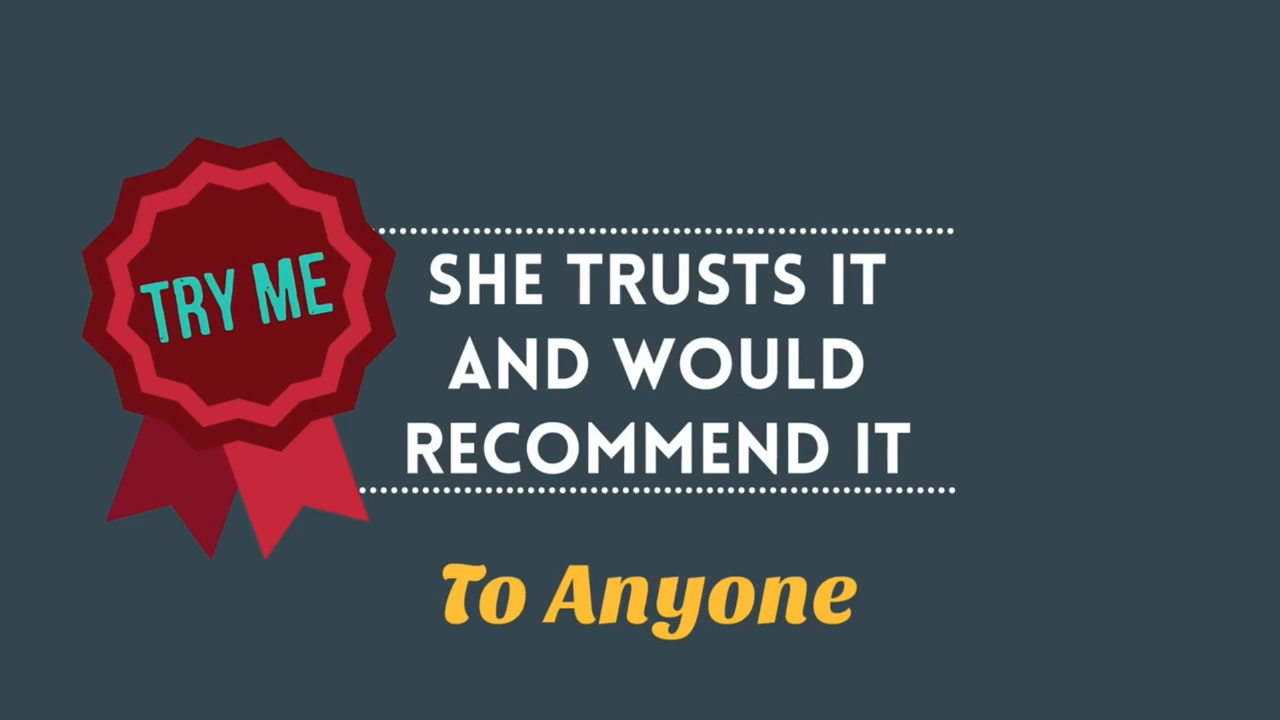 TRY ME
SHE TRUSTS IT
AND WOULD
RECOMMEND IT
To Anyone